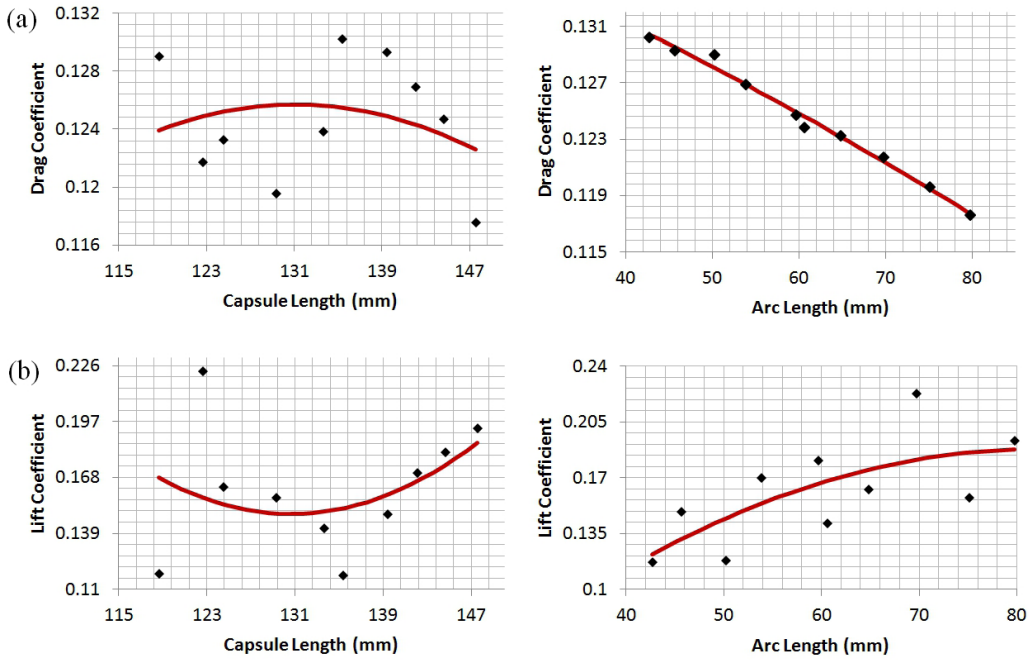 (a)
0.132
0.128
0.124
0.12
0.116
Drag Coefficient
115 123 131 139 147
Capsule Length (mm)
0.131
0.127
0.123
0.119
0.115
Drag Coefficient
40 50 60 70 80
Arc Length (mm)
(b)
0.226
0.197
0.168
0.139
0.11
Lift Coefficient
115 123 131 139 147
Capsule Length (mm)
0.24
0.205
0.17
0.135
0.1
Lift Coefficient
40 50 60 70 80
Arc Length (mm)